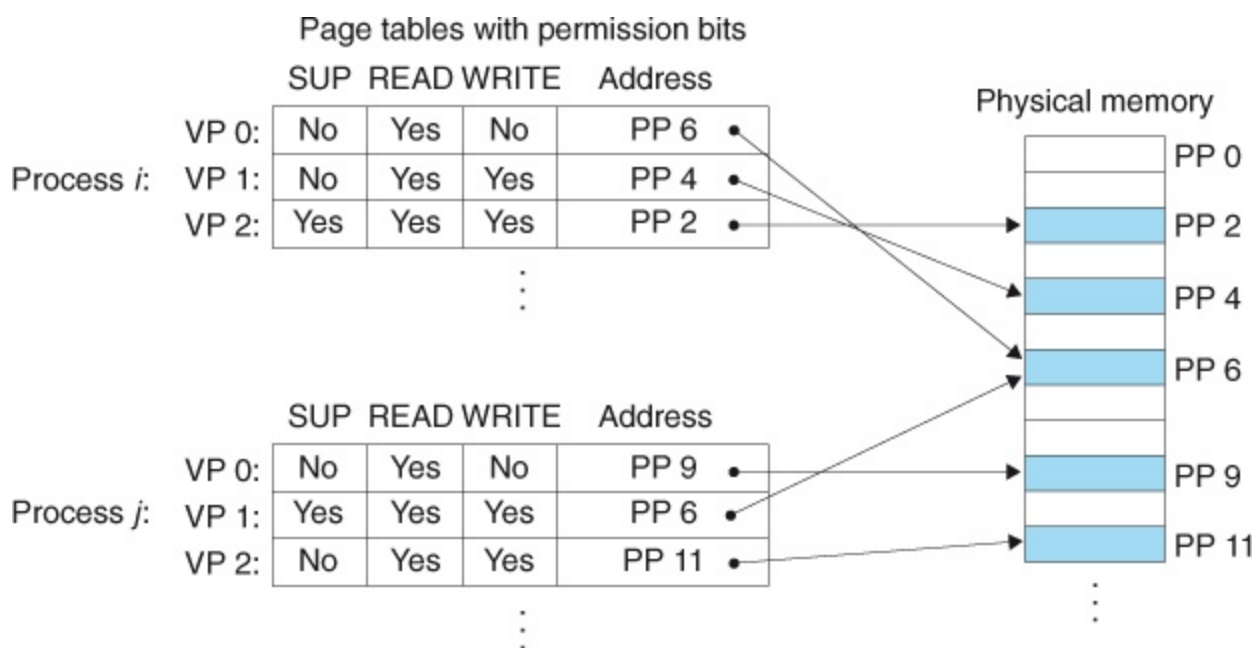 Page tables with permission bits
SUP READ WRITE Address
Process i:
VP 0: No Yes No PP 6
VP 1: No Yes Yes PP 4
VP 2: Yes Yes Yes PP 2
SUP READ WRITE Address
Process j:
VP 0: No Yes No PP 9
VP 1: Yes Yes Yes PP 6
VP 2: No Yes Yes PP 11
Physical memory
PP 0
PP 2
PP 4
PP 6
PP 9
PP 11